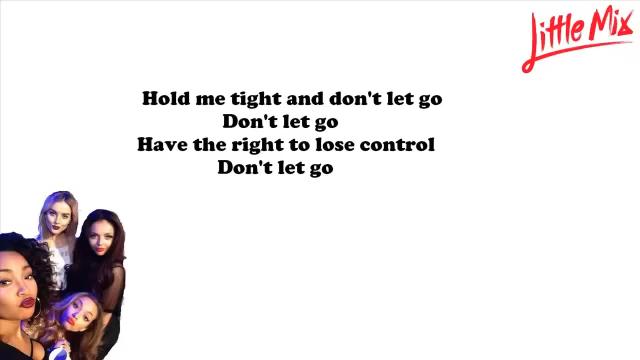 Little Mix
Hold me tight and don't let go
Don't let go
Have the right to lose control
Don't let go